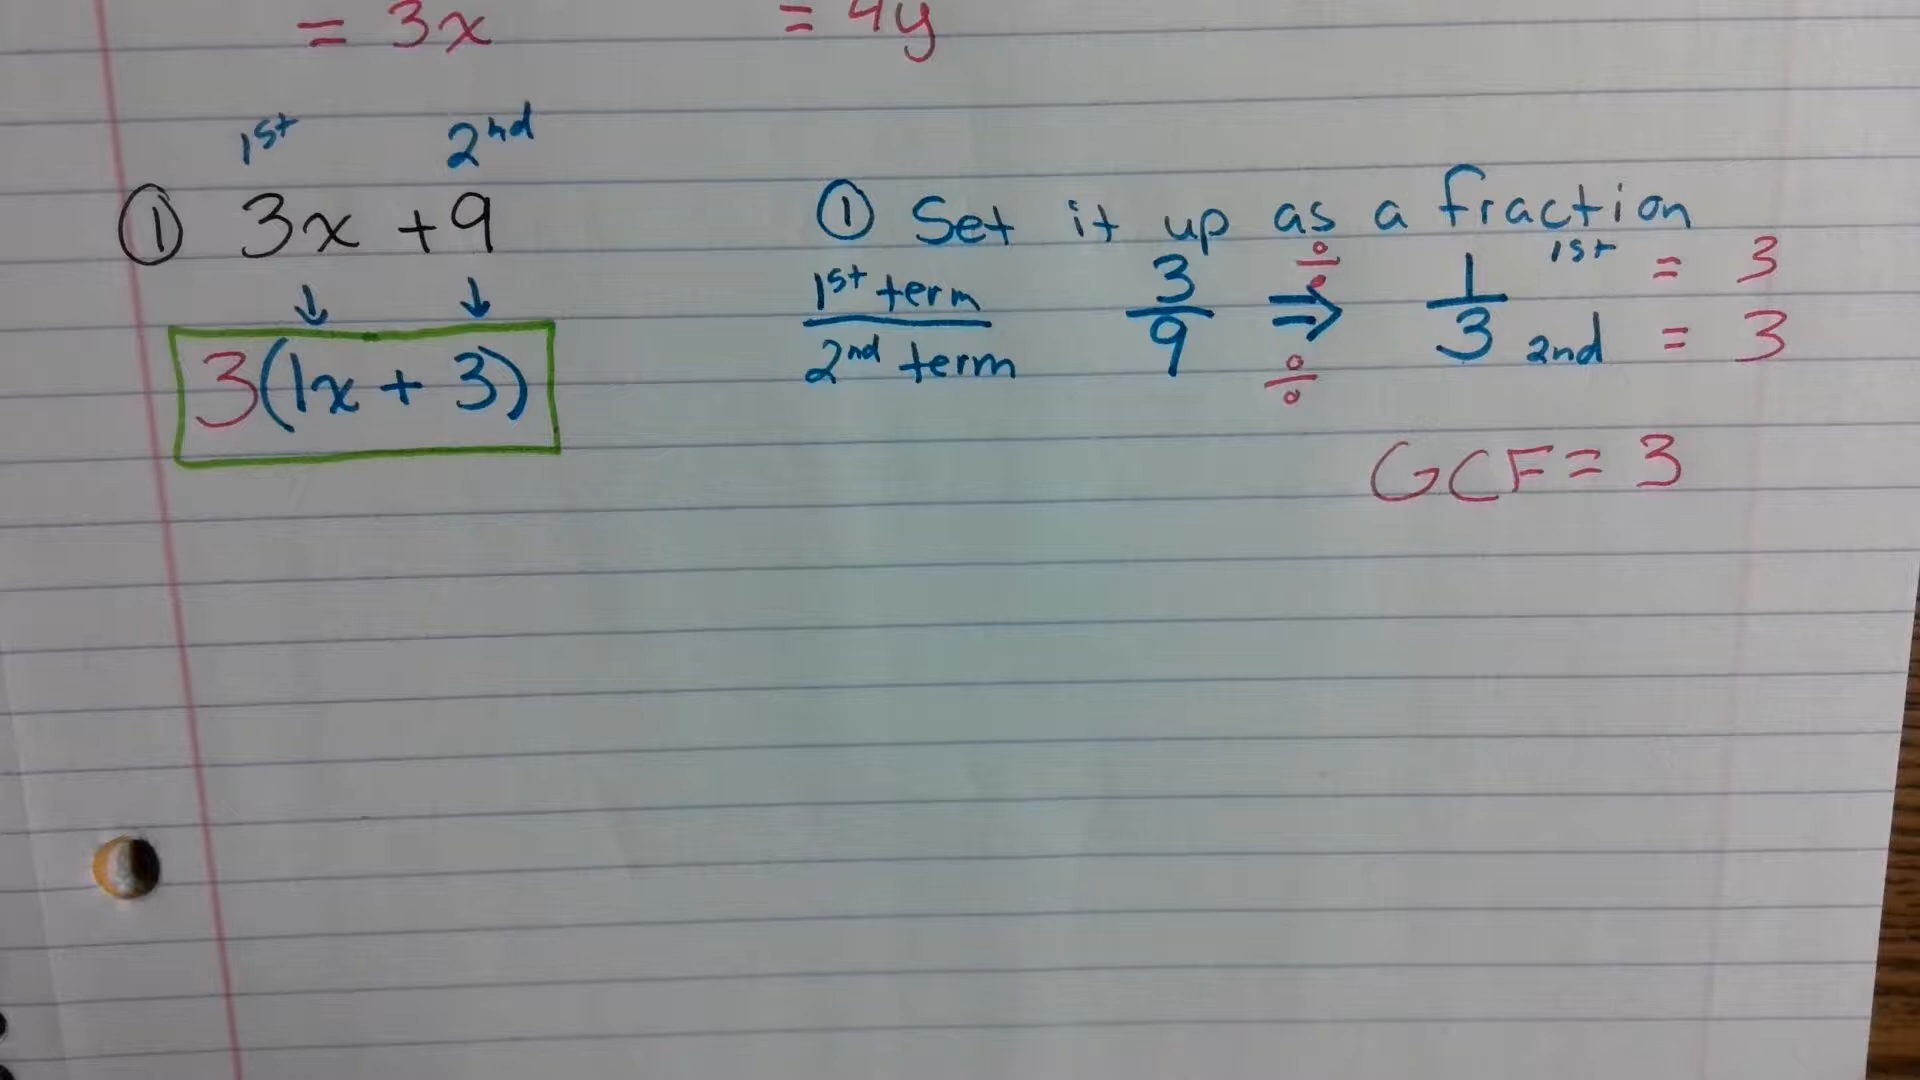 = 3x = 4y
1st 2nd
① 3x + 9
↓ ↓
3(1x + 3)
① Set it up as a fraction
1st term 3 ÷ ⇒ 1 1st = 3
2nd term 9 ÷ 3 2nd = 3
GCF = 3